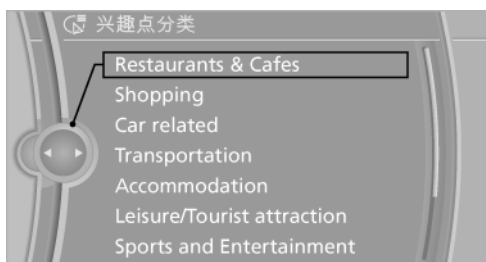 兴趣点分类
Restaurants & Cafes
Shopping
Car related
Transportation
Accommodation
Leisure/Tourist attraction
Sports and Entertainment